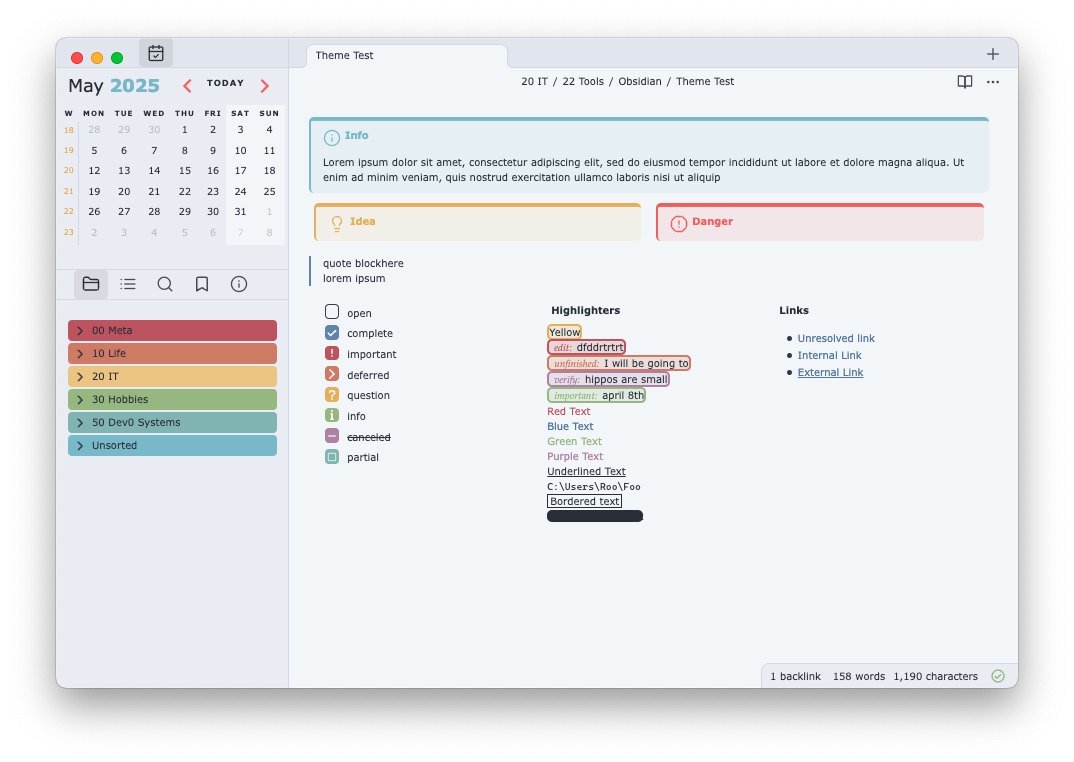 Theme Test
May 2025
TODAY
W MON TUE WED THU FRI SAT SUN
18 28 29 30 1 2 3 4
19 5 6 7 8 9 10 11
20 12 13 14 15 16 17 18
21 19 20 21 22 23 24 25
22 26 27 28 29 30 31 1
23 2 3 4 5 6 7 8
00 Meta
10 Life
20 IT
30 Hobbies
50 Dev0 Systems
Unsorted
20 IT / 22 Tools / Obsidian / Theme Test
Info
Lorem ipsum dolor sit amet, consectetur adipiscing elit, sed do eiusmod tempor incididunt ut labore et dolore magna aliqua. Ut
enim ad minim veniam, quis nostrud exercitation ullamco laboris nisi ut aliquip
Idea
Danger
quote blockhere
lorem ipsum
open
complete
important
deferred
question
info
canceled
partial
Highlighters
Yellow
edit: dfddrtrtrt
unfinished: I will be going to
verify: hippos are small
important: april 8th
Red Text
Blue Text
Green Text
Purple Text
Underlined Text
C:\Users\Roo\Foo
Bordered text
Links
Unresolved link
Internal Link
External Link
1 backlink 158 words 1,190 characters